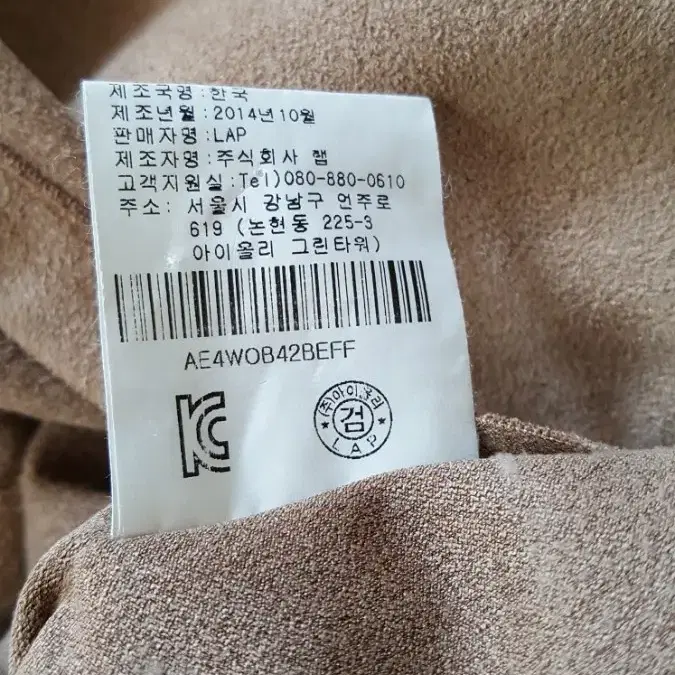 제조국명:한국
제조년월:2014년10월
판매자명:LAP
제조자명:주식회사 랩
고객지원실:Tel)080-880-0610
주소: 서울시 강남구 언주로
619 (논현동 225-3
아이올리 그린타워)
AE4WOB42BEFF
KC
(주)아이올리
검
LAP